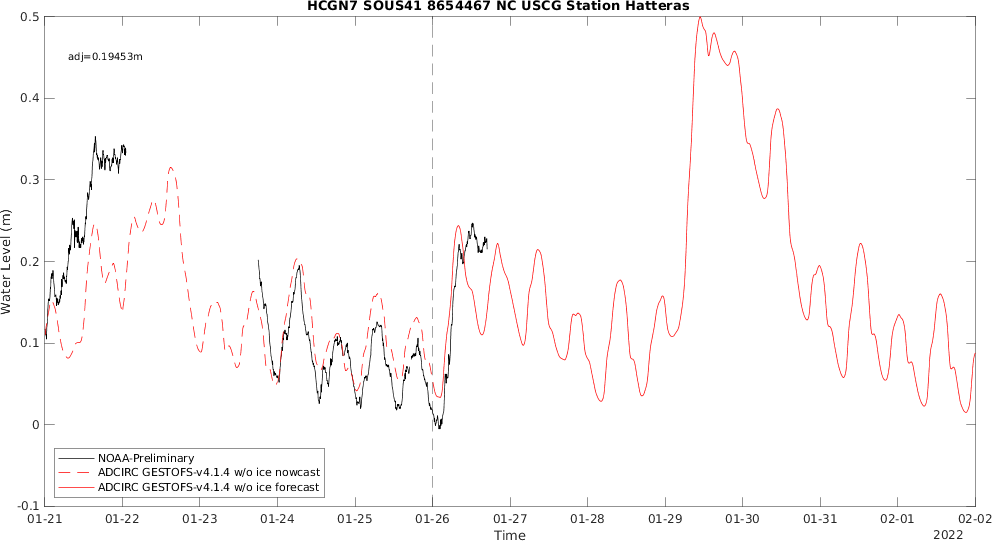 HCGN7 SOUS41 8654467 NC USCG Station Hatteras
adj=0.19453m
0.5
0.4
0.3
0.2
0.1
0
-0.1
Water Level (m)
NOAA-Preliminary
ADCIRC GESTOFS-v4.1.4 w/o ice nowcast
ADCIRC GESTOFS-v4.1.4 w/o ice forecast
01-21 01-22 01-23 01-24 01-25 01-26 01-27 01-28 01-29 01-30 01-31 02-01 02-02
Time
2022